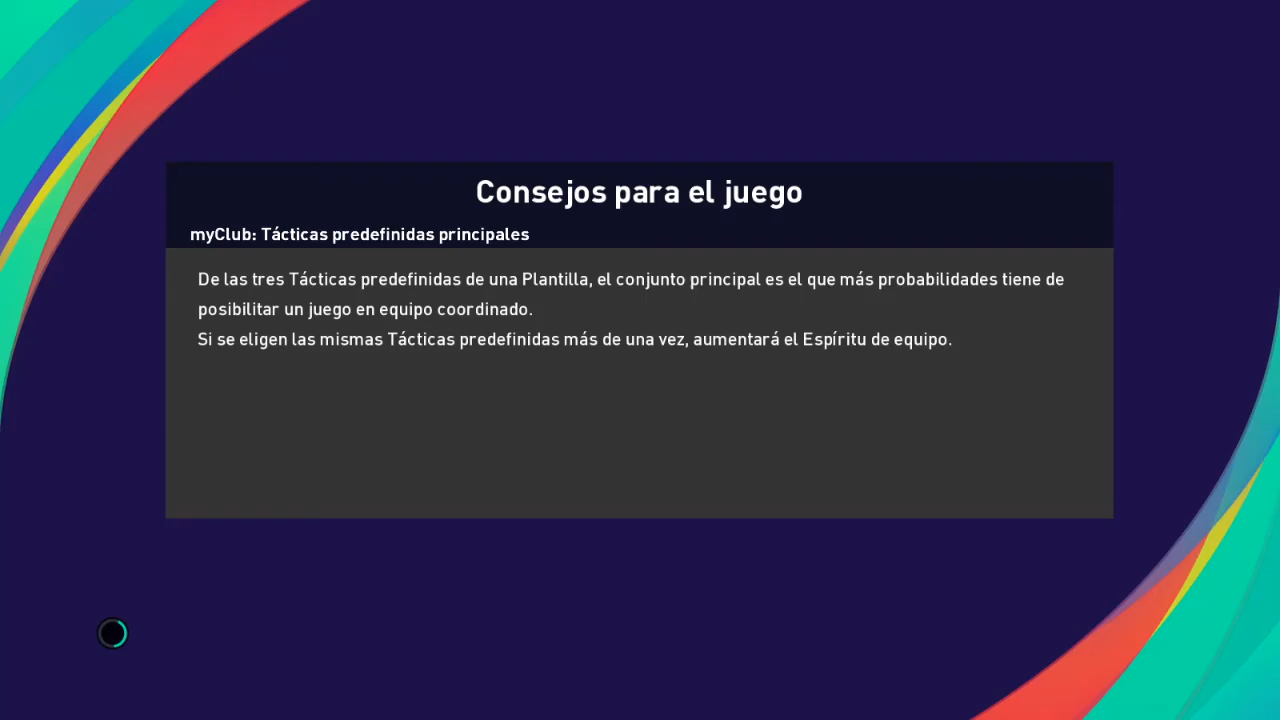 Consejos para el juego
myClub: Tácticas predefinidas principales
De las tres Tácticas predefinidas de una Plantilla, el conjunto principal es el que más probabilidades tiene de
posibilitar un juego en equipo coordinado.
Si se eligen las mismas Tácticas predefinidas más de una vez, aumentará el Espíritu de equipo.